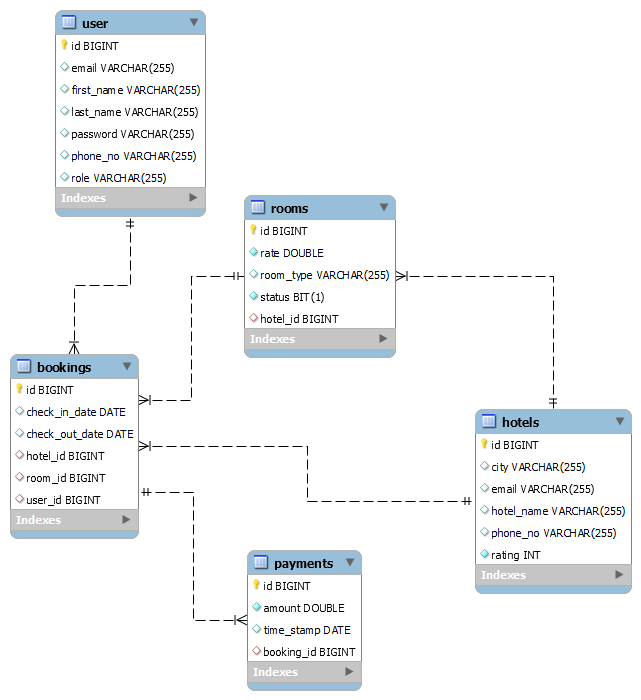 user
id BIGINT
email VARCHAR(255)
first_name VARCHAR(255)
last_name VARCHAR(255)
password VARCHAR(255)
phone_no VARCHAR(255)
role VARCHAR(255)
Indexes
rooms
id BIGINT
rate DOUBLE
room_type VARCHAR(255)
status BIT(1)
hotel_id BIGINT
Indexes
bookings
id BIGINT
check_in_date DATE
check_out_date DATE
hotel_id BIGINT
room_id BIGINT
user_id BIGINT
Indexes
hotels
id BIGINT
city VARCHAR(255)
email VARCHAR(255)
hotel_name VARCHAR(255)
phone_no VARCHAR(255)
rating INT
Indexes
payments
id BIGINT
amount DOUBLE
time_stamp DATE
booking_id BIGINT
Indexes